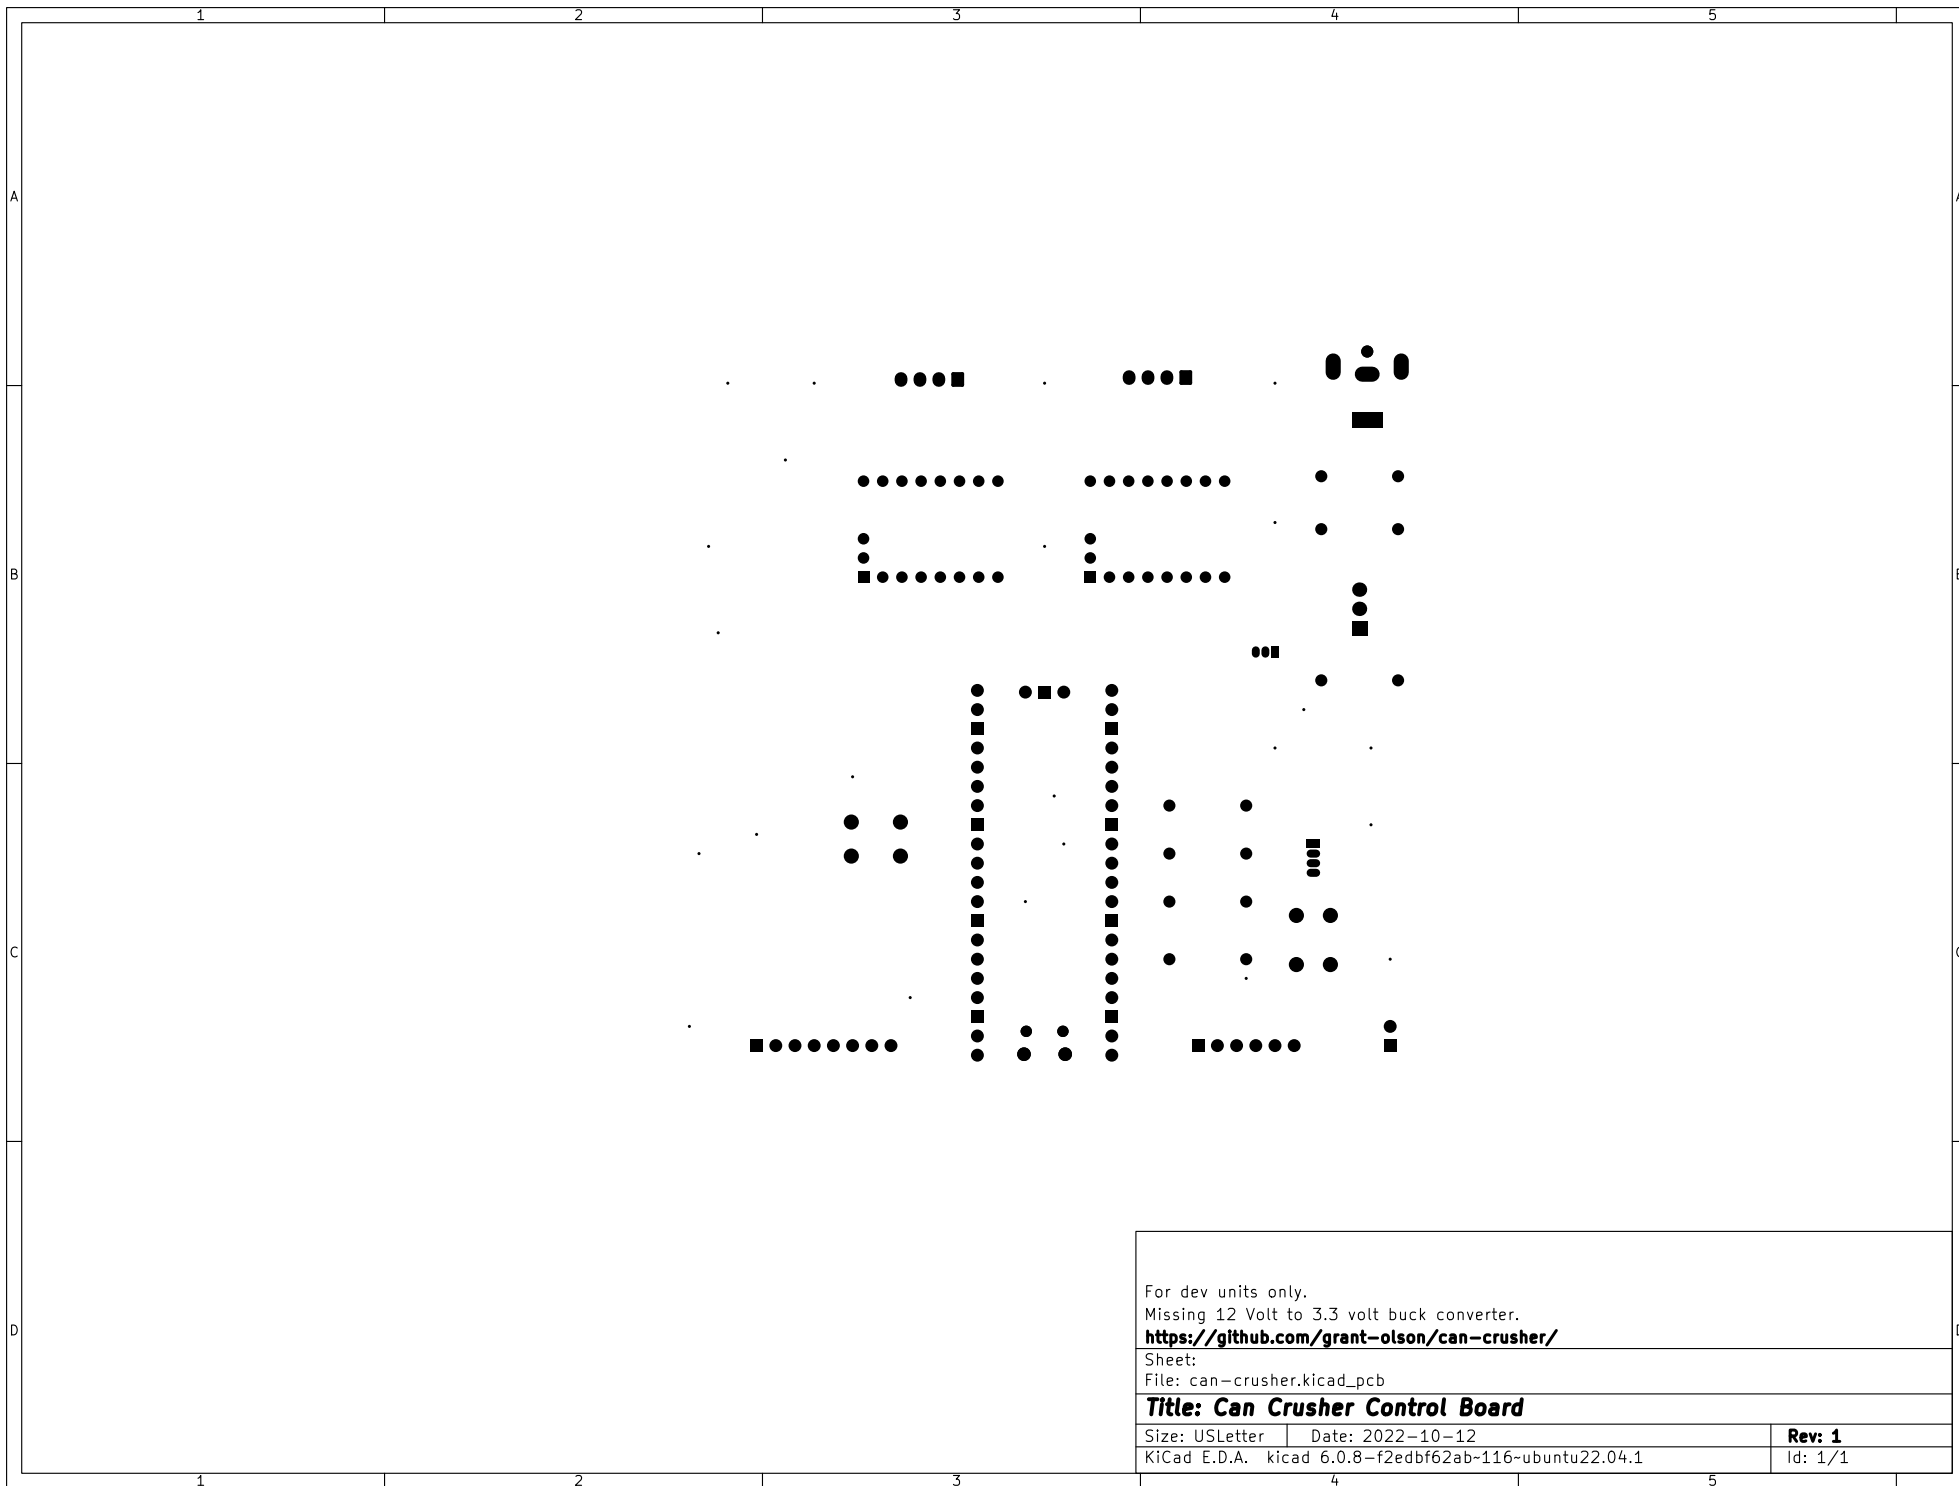 1 2 3 4 5
A A
B B
C C
D D
For dev units only.
Missing 12 Volt to 3.3 volt buck converter.
https://github.com/grant-olson/can-crusher/
Sheet:
File: can-crusher.kicad_pcb
Title: Can Crusher Control Board
Size: USLetter Date: 2022-10-12 Rev: 1
KiCad E.D.A. kicad 6.0.8-f2edbf62ab~116~ubuntu22.04.1 Id: 1/1
1 2 3 4 5